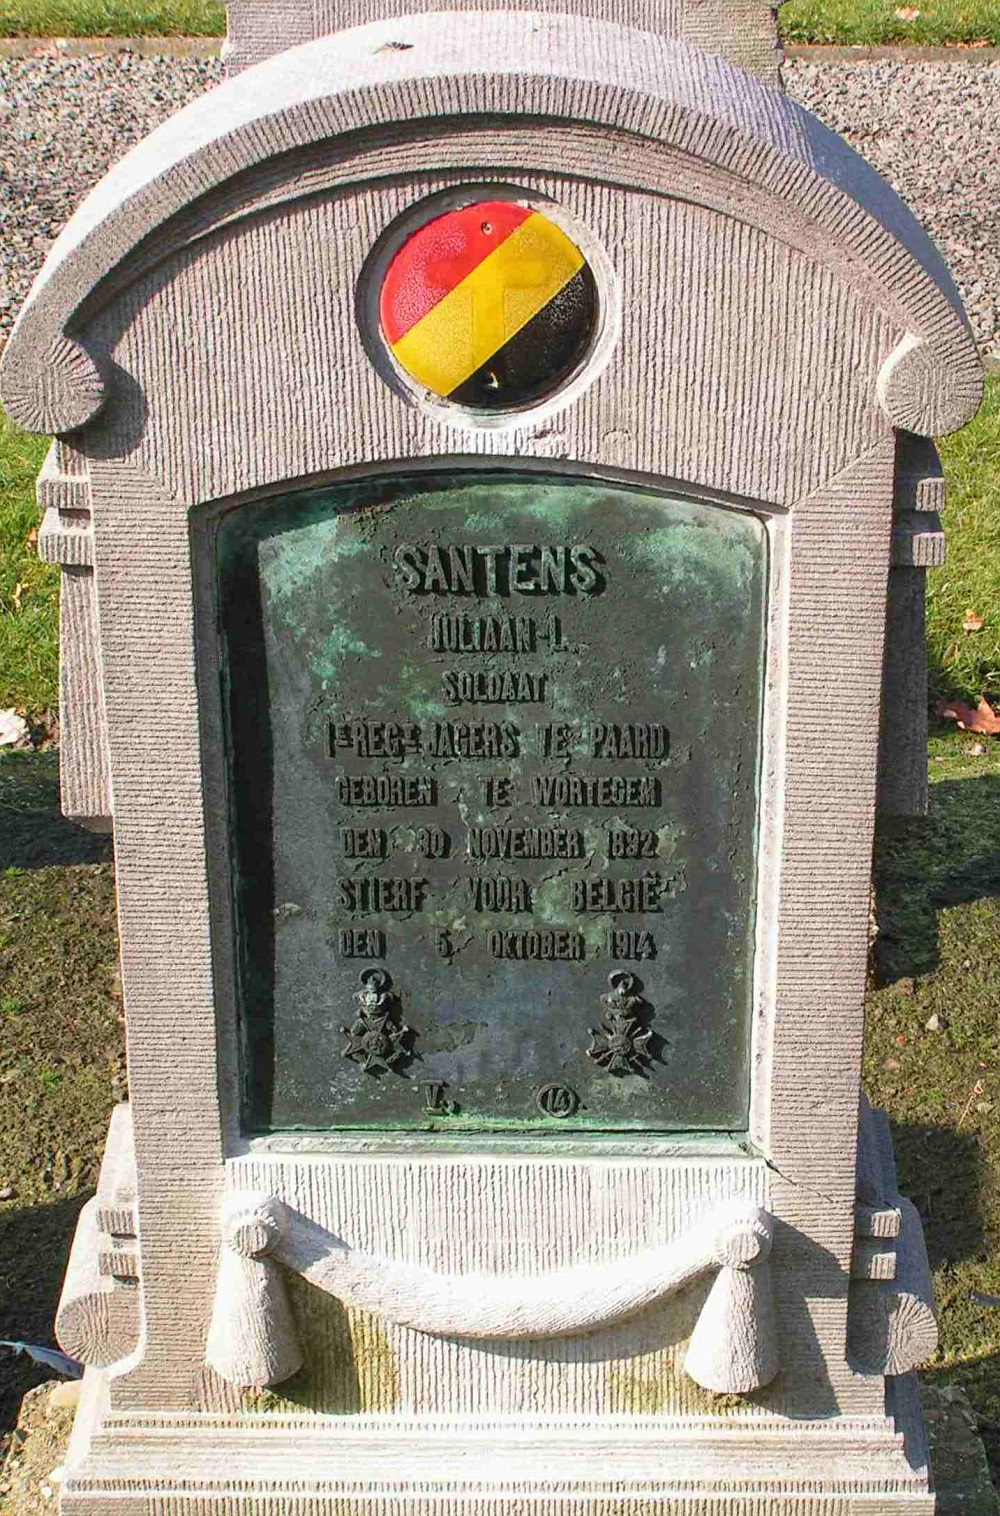 SANTENS
JULIAAN-L.
SOLDAAT
1STE REGT JAGERS TE PAARD
GEBOREN TE WORTEGEM
DEN 30 NOVEMBER 1892
STIERF VOOR BELGIË
DEN 5 OKTOBER 1914
V. 14